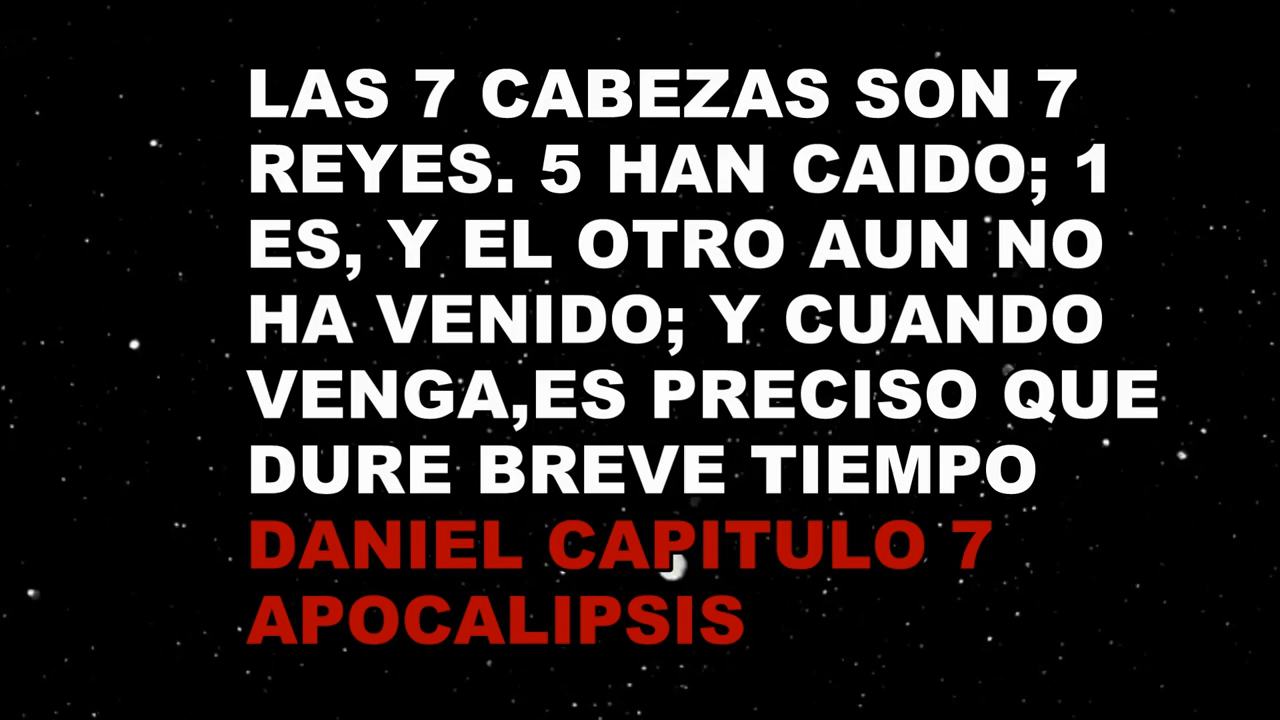 LAS 7 CABEZAS SON 7
REYES. 5 HAN CAIDO; 1
ES, Y EL OTRO AUN NO
HA VENIDO; Y CUANDO
VENGA,ES PRECISO QUE
DURE BREVE TIEMPO
DANIEL CAPITULO 7
APOCALIPSIS